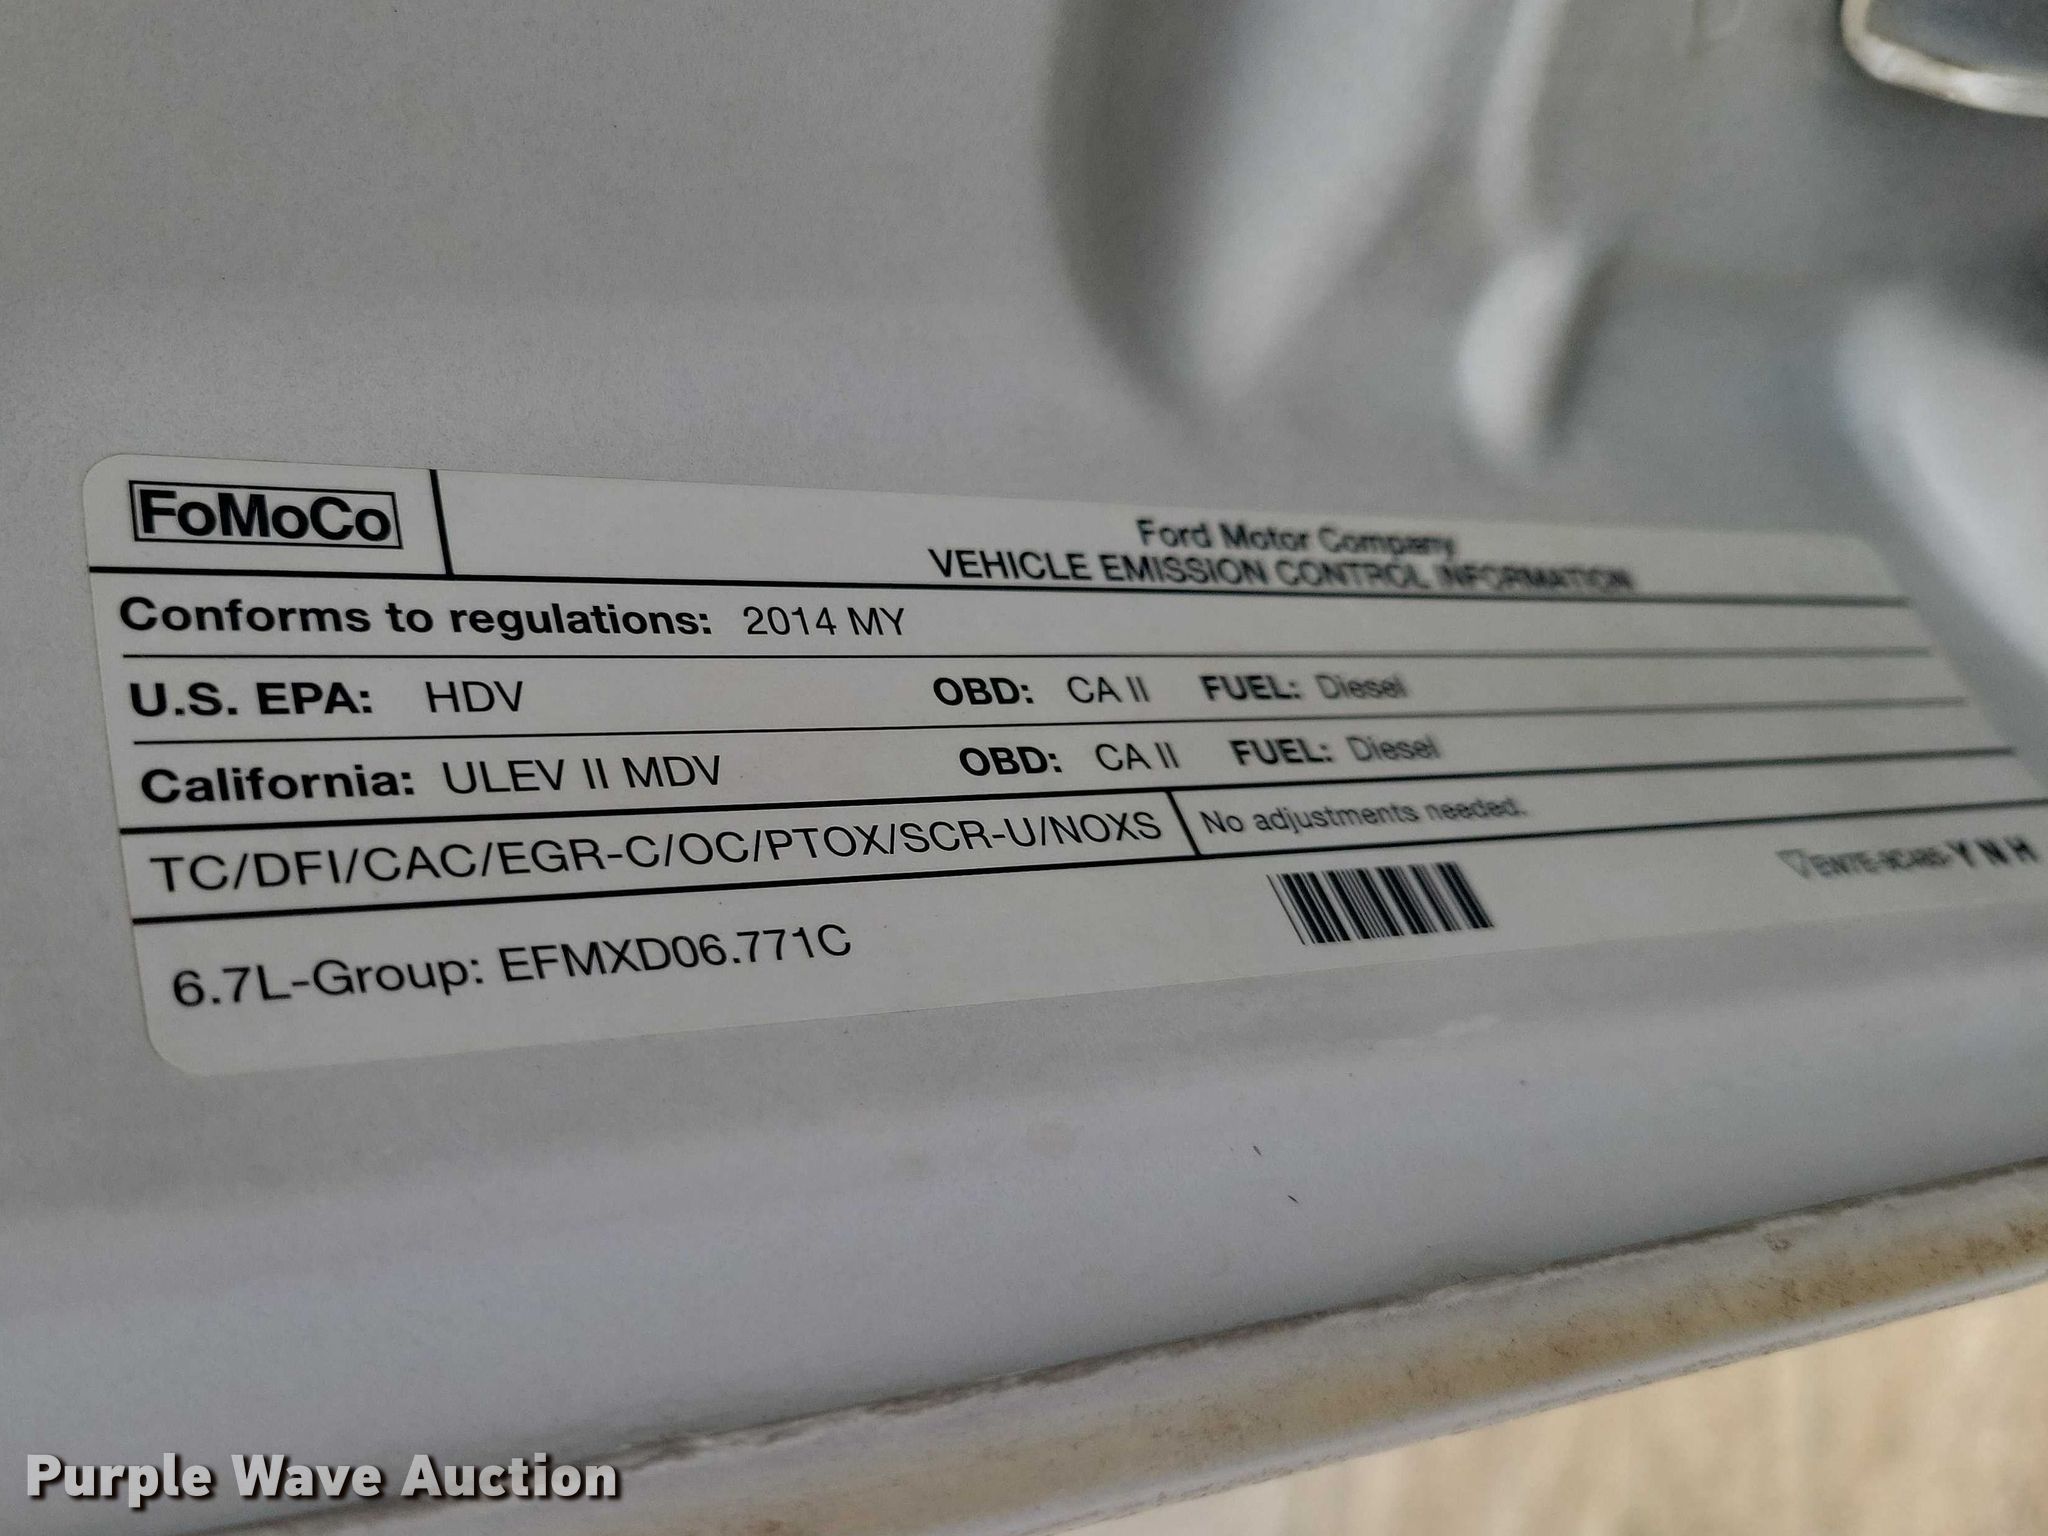 FoMoCo
Ford Motor Company
VEHICLE EMISSION CONTROL INFORMATION
Conforms to regulations: 2014 MY
U.S. EPA: HDV OBD: CA II FUEL: Diesel
California: ULEV II MDV OBD: CA II FUEL: Diesel
TC/DFI/CAC/EGR-C/OC/PTOX/SCR-U/NOXS No adjustments needed.
Y N H
6.7L-Group: EFMXD06.771C
Purple Wave Auction